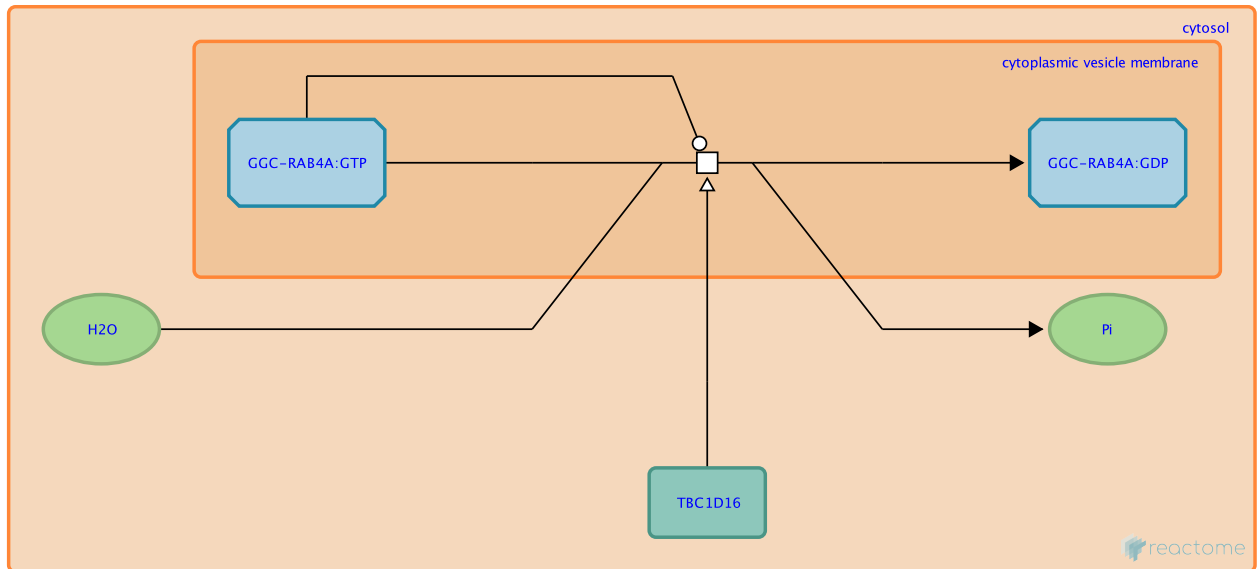 cytosol
cytoplasmic vesicle membrane
GGC-RAB4A:GTP
GGC-RAB4A:GDP
H2O
Pi
TBC1D16
reactome